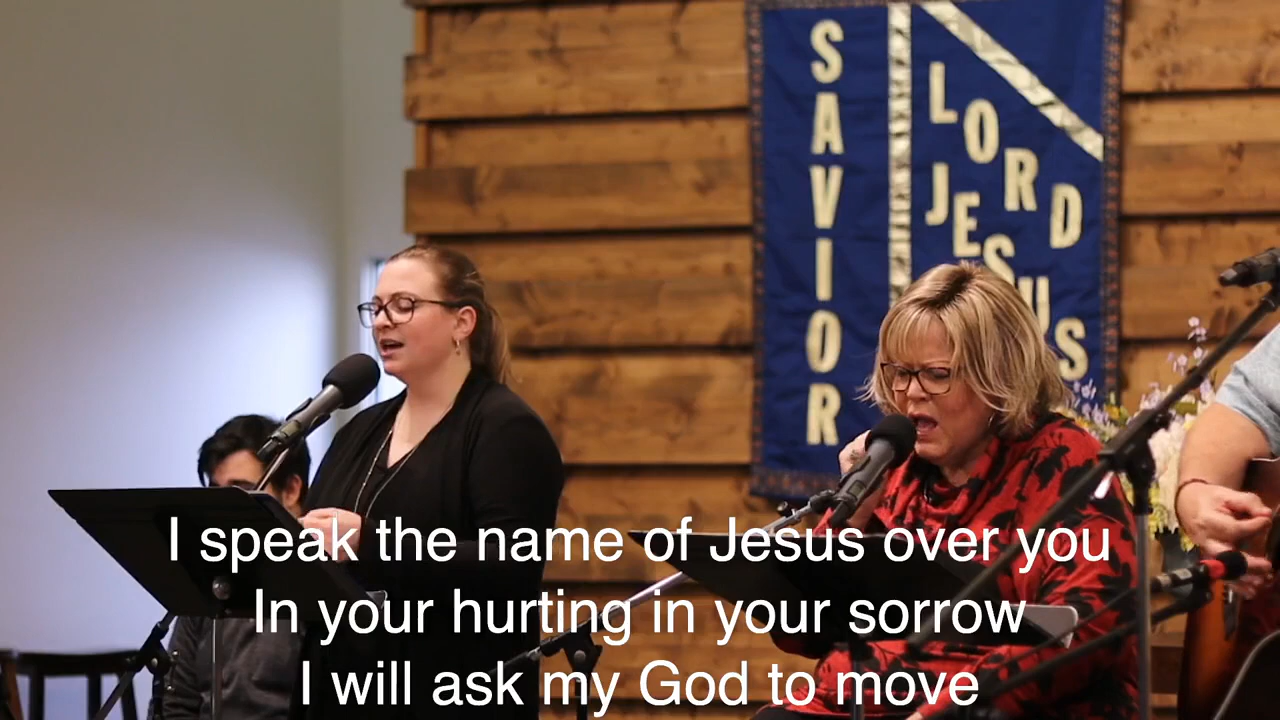 SAVIOR
LORD
JESUS
I speak the name of Jesus over you
In your hurting in your sorrow
I will ask my God to move